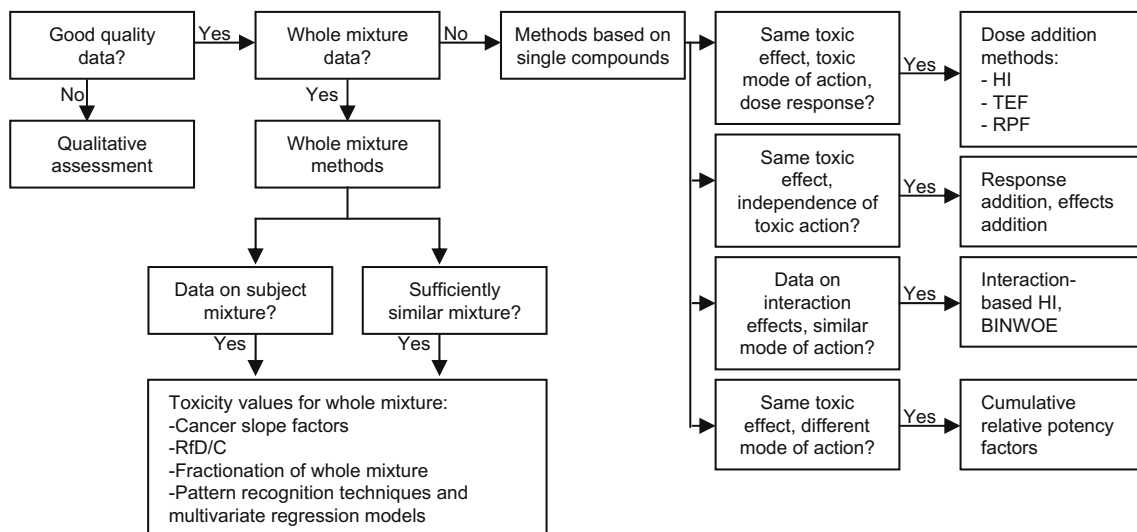 Good quality
data?
Yes
Whole mixture
data?
No
Methods based on
single compounds
Same toxic
effect, toxic
mode of action,
dose response?
Yes
Dose addition
methods:
- HI
- TEF
- RPF
No
Qualitative
assessment
Yes
Whole mixture
methods
Same toxic
effect,
independence of
toxic action?
Yes
Response
addition, effects
addition
Data on subject
mixture?
Sufficiently
similar mixture?
Data on
interaction
effects, similar
mode of action?
Yes
Interaction-
based HI,
BINWOE
Yes
Yes
Toxicity values for whole mixture:
-Cancer slope factors
-RfD/C
-Fractionation of whole mixture
-Pattern recognition techniques and
multivariate regression models
Same toxic
effect, different
mode of action?
Yes
Cumulative
relative potency
factors